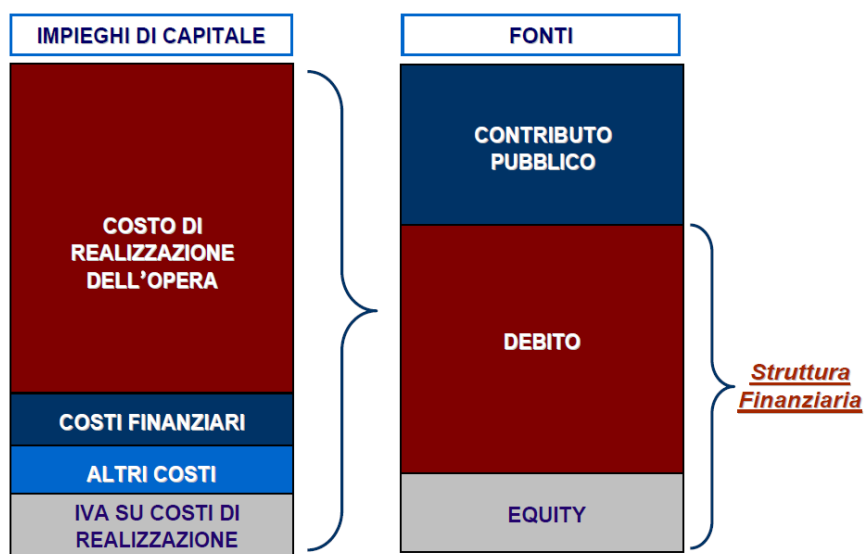 IMPIEGHI DI CAPITALE
COSTO DI
REALIZZAZIONE
DELL’OPERA
COSTI FINANZIARI
ALTRI COSTI
IVA SU COSTI DI
REALIZZAZIONE
FONTI
CONTRIBUTO
PUBBLICO
DEBITO
EQUITY
Struttura
Finanziaria